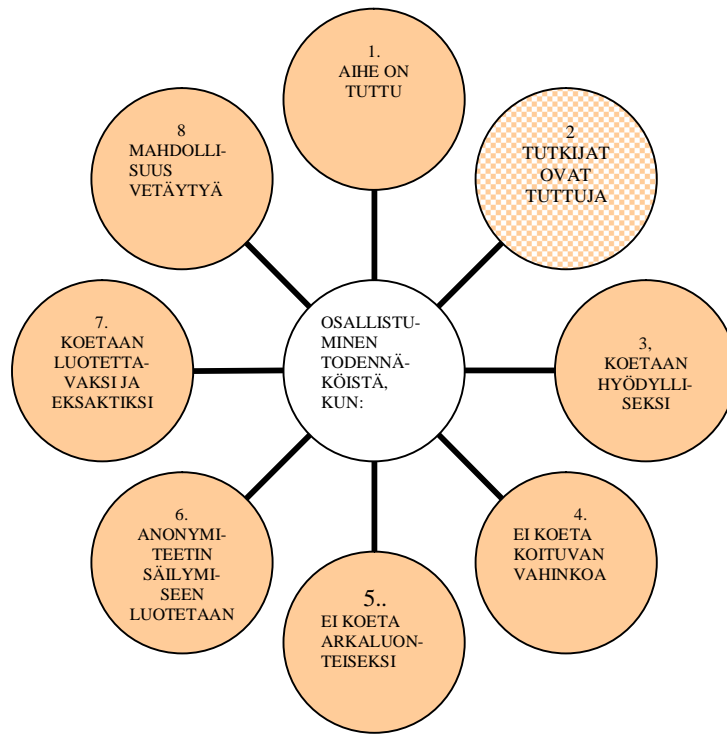 1.
AIHE ON
TUTTU
2
TUTKIJAT
OVAT
TUTTUJA
3,
KOETAAN
HYÖDYLLI-
SEKSI
4.
EI KOETA
KOITUVAN
VAHINKOA
5..
EI KOETA
ARKALUON-
TEISEKSI
6.
ANONYMI-
TEETIN
SÄILYMI-
SEEN
LUOTETAAN
7.
KOETAAN
LUOTETTA-
VAKSI JA
EKSAKTIKSI
8
MAHDOLLI-
SUUS
VETÄYTYÄ
OSALLISTU-
MINEN
TODENNÄ-
KÖISTÄ,
KUN: